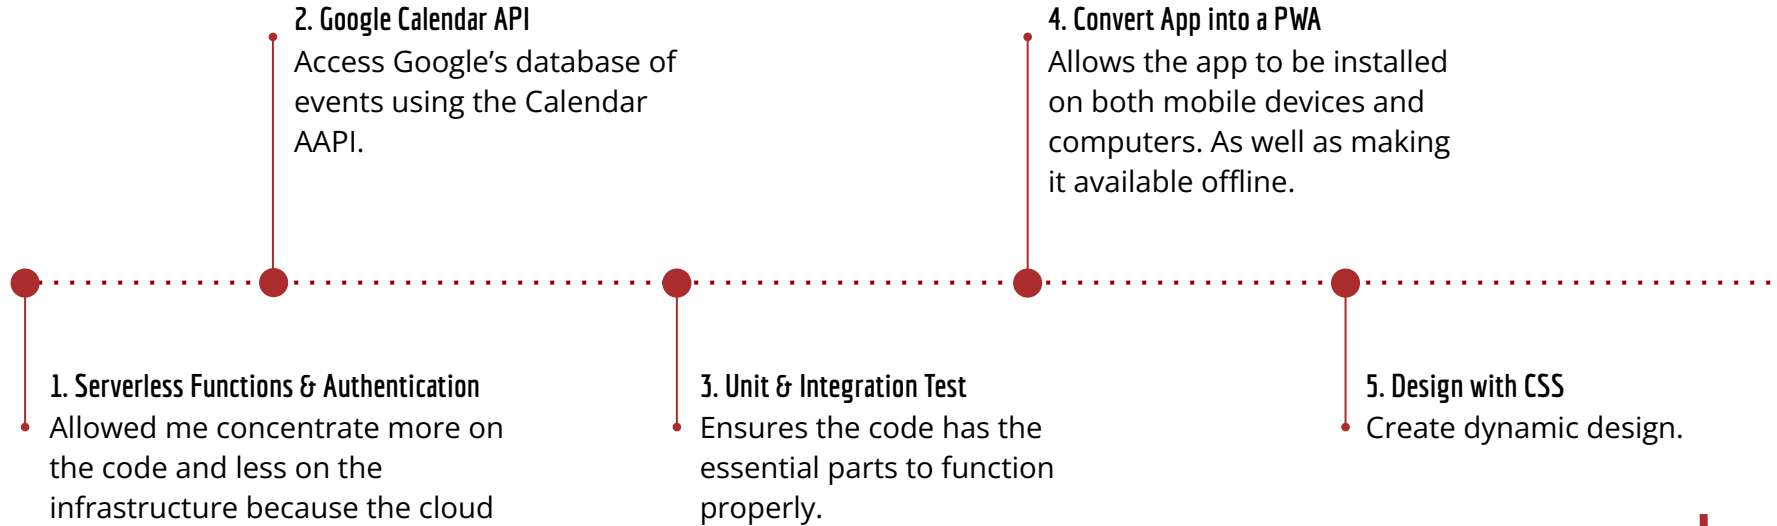 2. Google Calendar API
Access Google’s database of
events using the Calendar
AAPI.
4. Convert App into a PWA
Allows the app to be installed
on both mobile devices and
computers. As well as making
it available offline.
1. Serverless Functions & Authentication
Allowed me concentrate more on
the code and less on the
infrastructure because the cloud
3. Unit & Integration Test
Ensures the code has the
essential parts to function
properly.
5. Design with CSS
Create dynamic design.